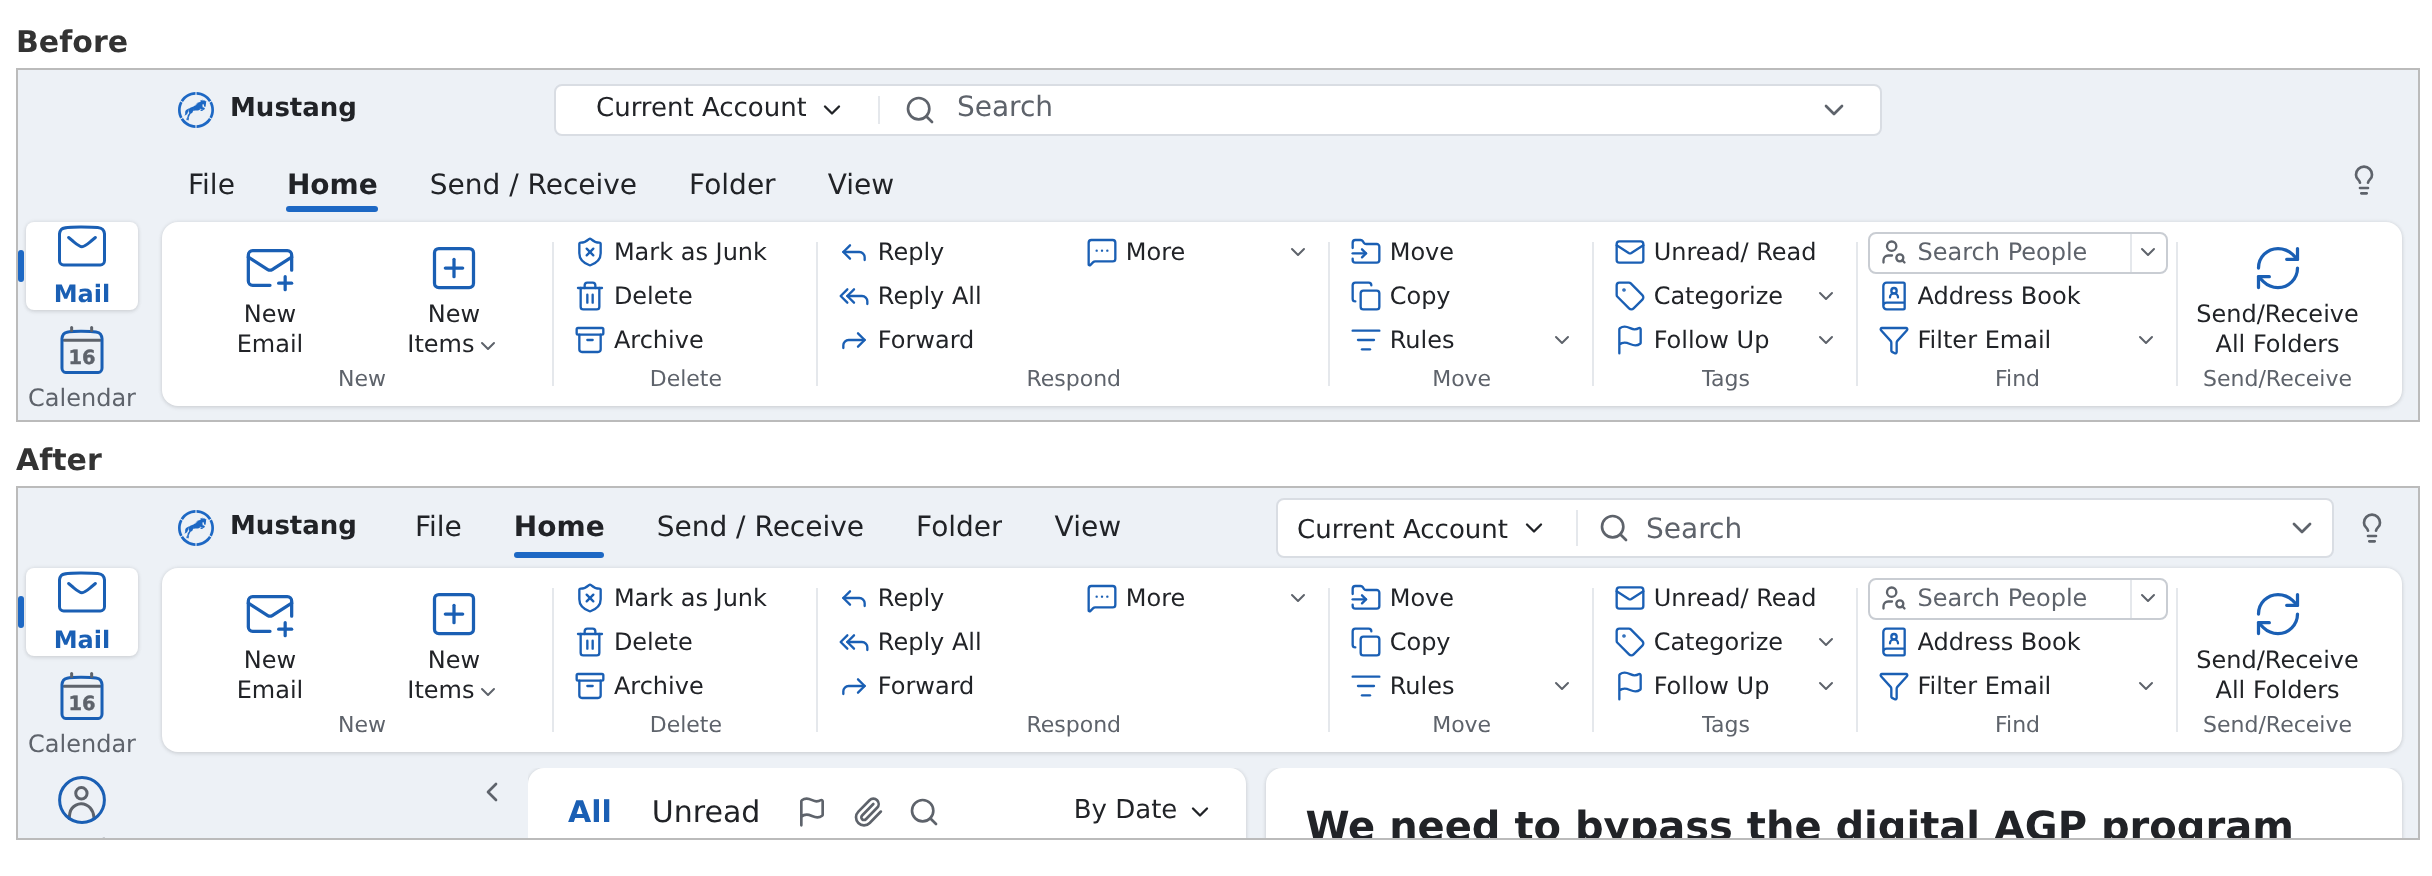 Before
Mustang
Current Account
Search
File Home Send / Receive Folder View
Mail
16
Calendar
New Email
New Items
New
Mark as Junk
Delete
Archive
Delete
Reply
Reply All
Forward
More
Respond
Move
Copy
Rules
Move
Unread/ Read
Categorize
Follow Up
Tags
Search People
Address Book
Filter Email
Find
Send/Receive
All Folders
Send/Receive
After
Mustang File Home Send / Receive Folder View
Current Account
Search
Mail
16
Calendar
New Email
New Items
New
Mark as Junk
Delete
Archive
Delete
Reply
Reply All
Forward
More
Respond
Move
Copy
Rules
Move
Unread/ Read
Categorize
Follow Up
Tags
Search People
Address Book
Filter Email
Find
Send/Receive
All Folders
Send/Receive
All Unread By Date
We need to bypass the digital AGP program